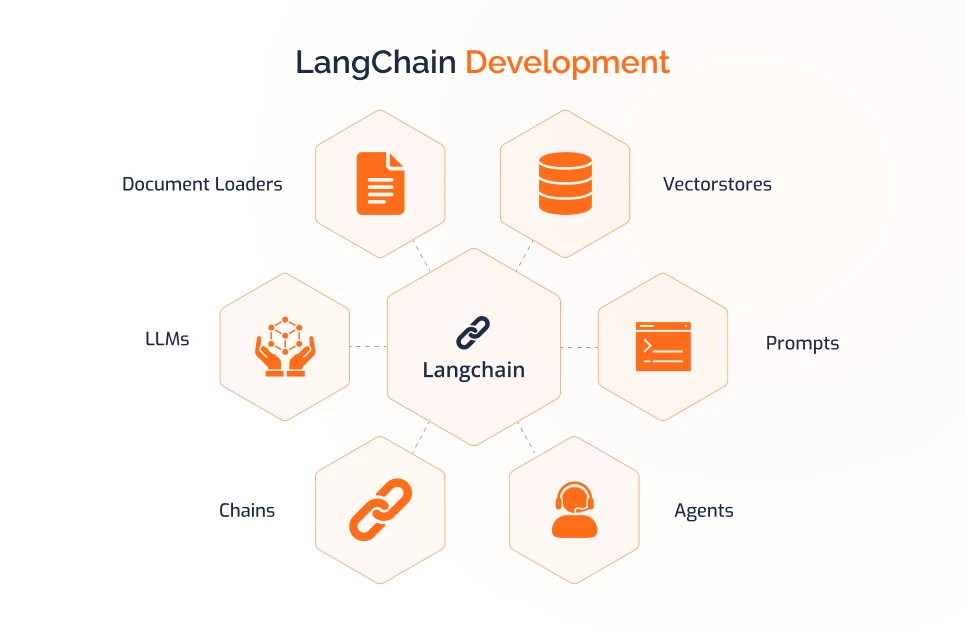 LangChain Development
Document Loaders
Vectorstores
LLMs
Langchain
Prompts
Chains
Agents